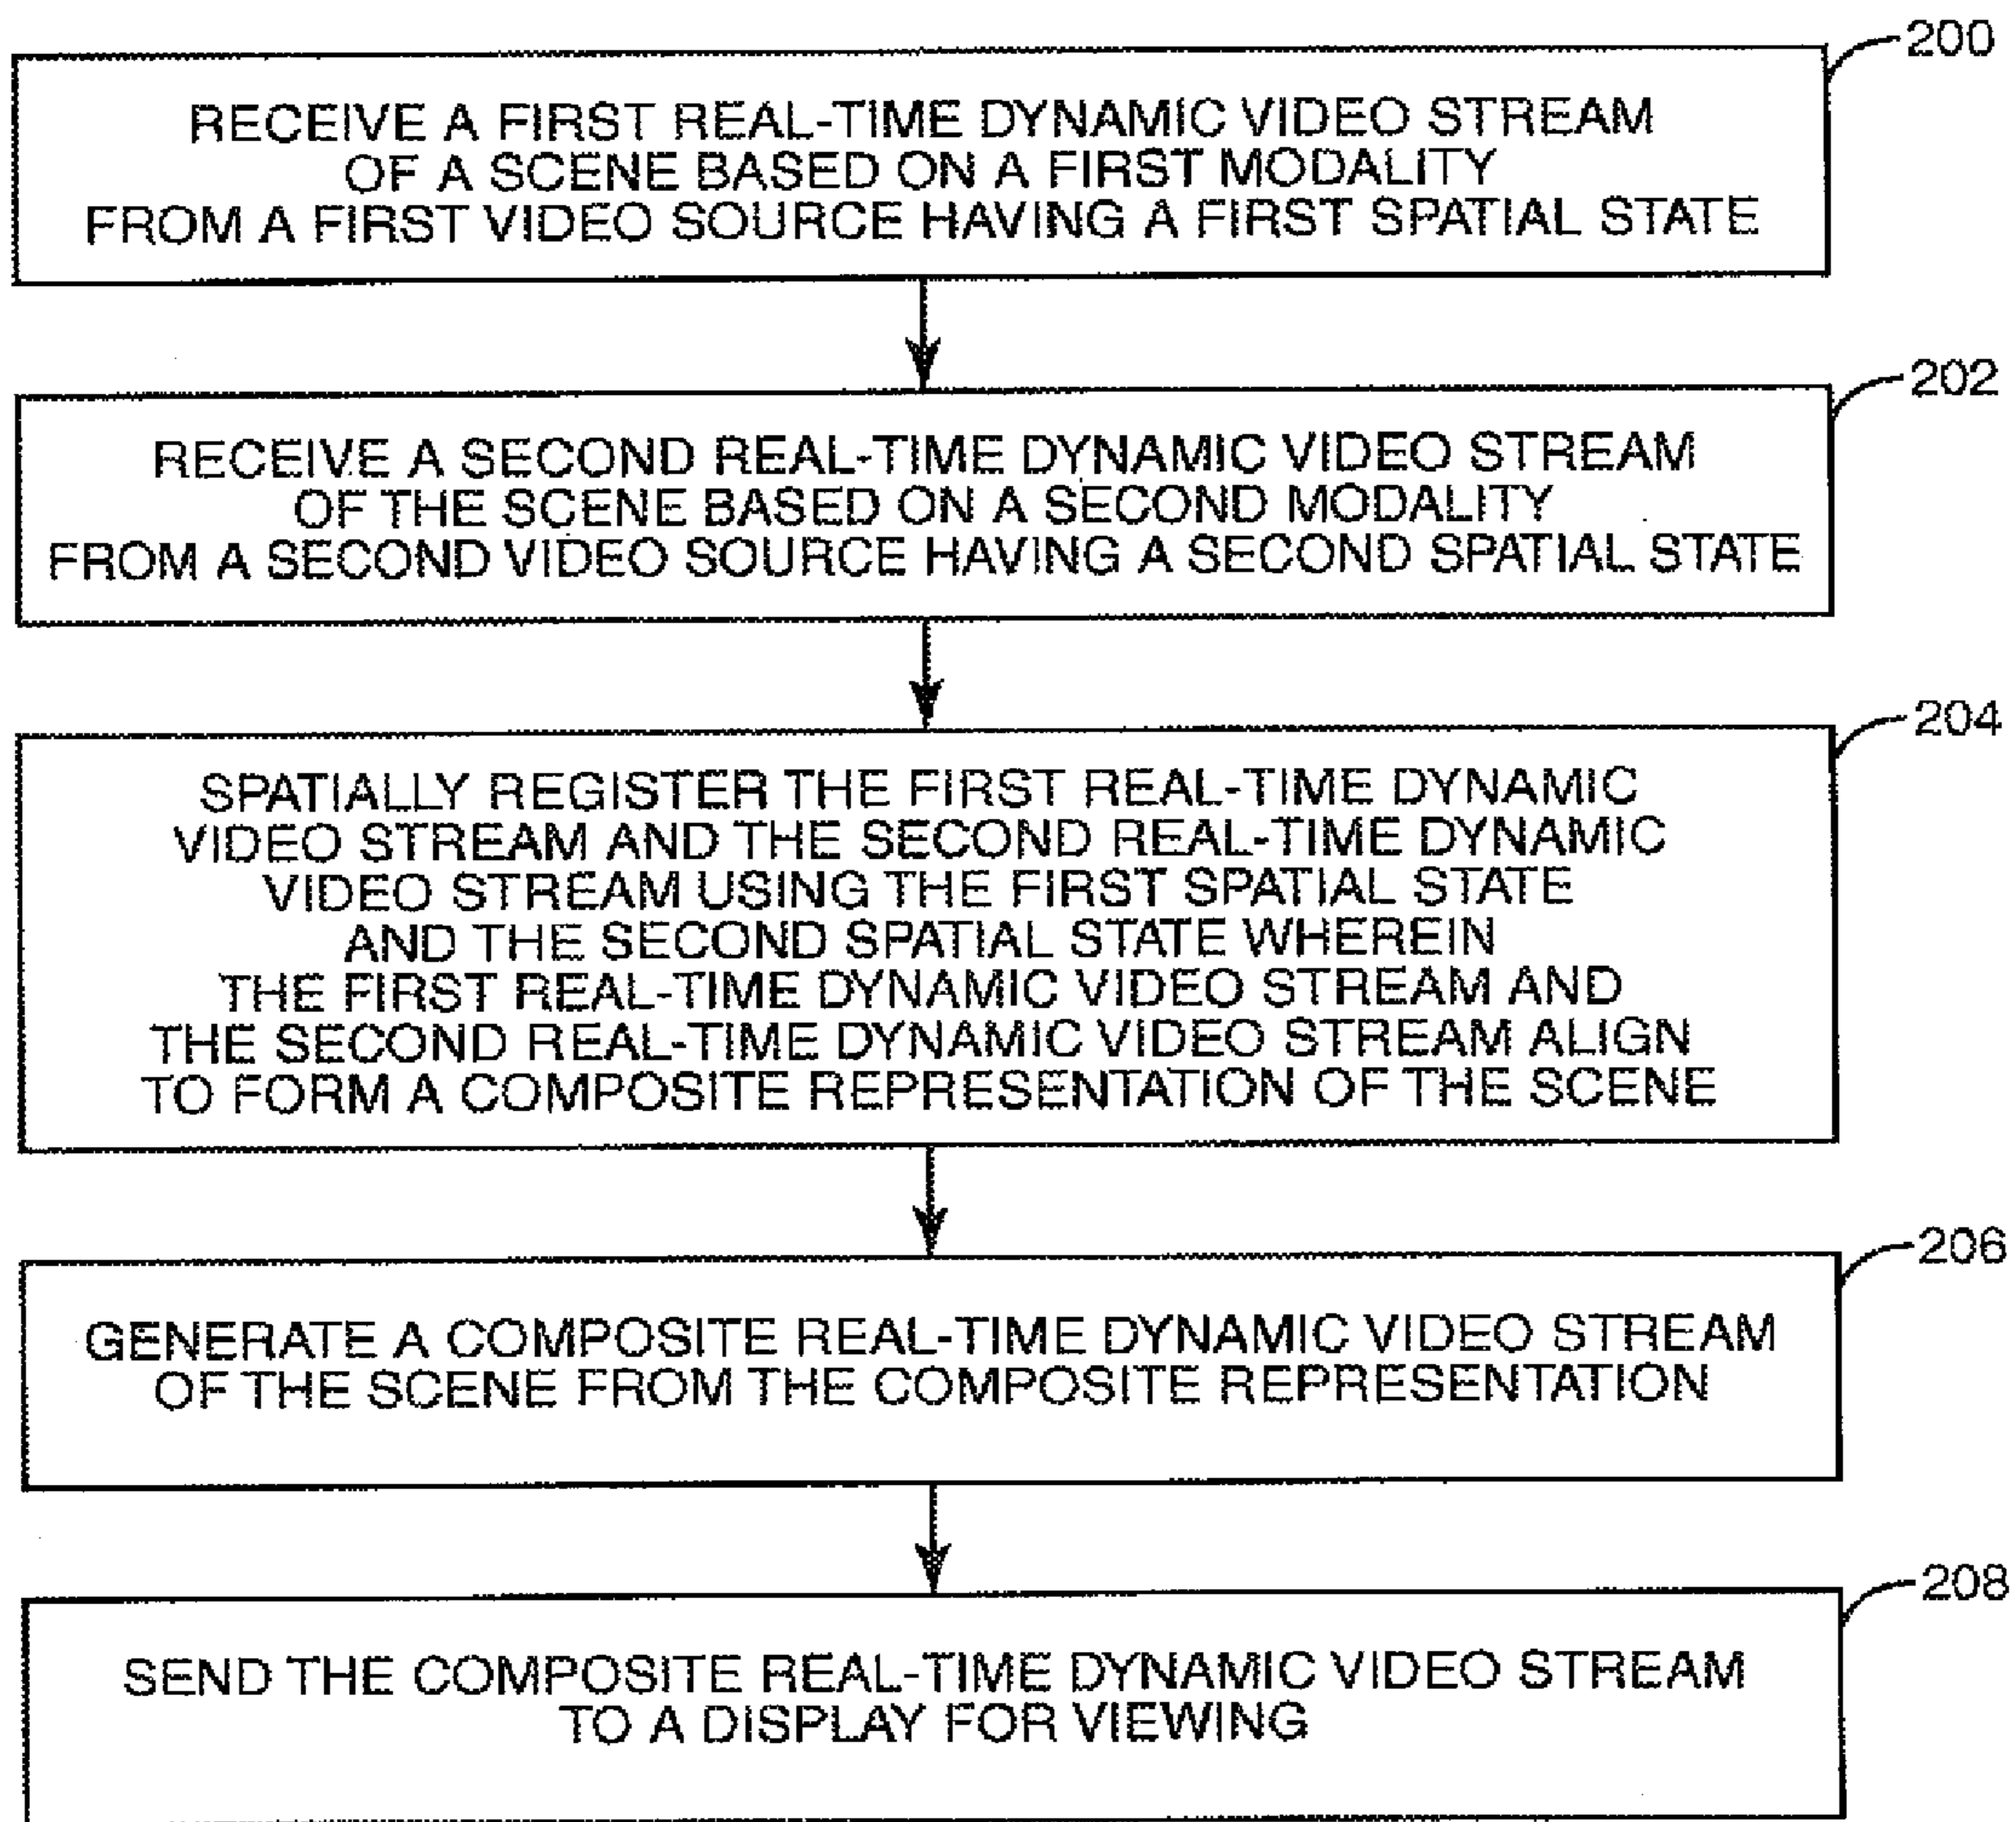 200
RECEIVE A FIRST REAL-TIME DYNAMIC VIDEO STREAM
OF A SCENE BASED ON A FIRST MODALITY
FROM A FIRST VIDEO SOURCE HAVING A FIRST SPATIAL STATE
202
RECEIVE A SECOND REAL-TIME DYNAMIC VIDEO STREAM
OF THE SCENE BASED ON A SECOND MODALITY
FROM A SECOND VIDEO SOURCE HAVING A SECOND SPATIAL STATE
204
SPATIALLY REGISTER THE FIRST REAL-TIME DYNAMIC
VIDEO STREAM AND THE SECOND REAL-TIME DYNAMIC
VIDEO STREAM USING THE FIRST SPATIAL STATE
AND THE SECOND SPATIAL STATE WHEREIN
THE FIRST REAL-TIME DYNAMIC VIDEO STREAM AND
THE SECOND REAL-TIME DYNAMIC VIDEO STREAM ALIGN
TO FORM A COMPOSITE REPRESENTATION OF THE SCENE
206
GENERATE A COMPOSITE REAL-TIME DYNAMIC VIDEO STREAM
OF THE SCENE FROM THE COMPOSITE REPRESENTATION
208
SEND THE COMPOSITE REAL-TIME DYNAMIC VIDEO STREAM
TO A DISPLAY FOR VIEWING